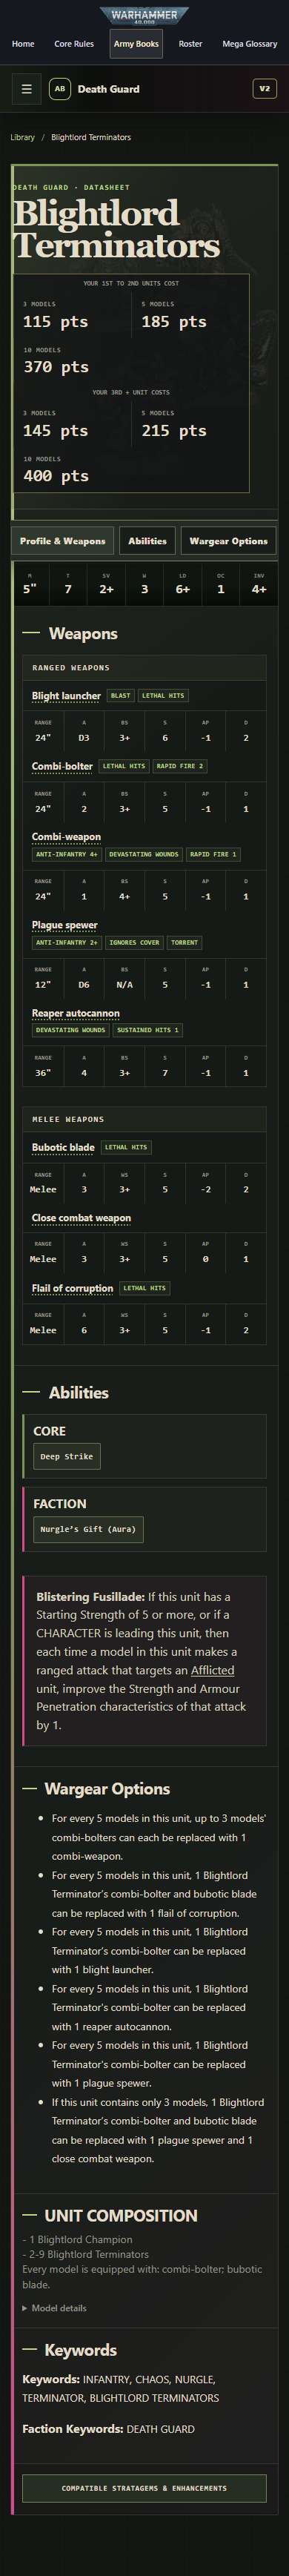 WARHAMMER
40,000
Home
Core Rules
Army Books
Roster
Mega Glossary
☰
AB
Death Guard
V2
Library / Blightlord Terminators
DEATH GUARD · DATASHEET
Blightlord
Terminators
YOUR 1ST TO 2ND UNITS COST
3 MODELS 5 MODELS
115 pts 185 pts
10 MODELS
370 pts
YOUR 3RD + UNIT COSTS
3 MODELS 5 MODELS
145 pts 215 pts
10 MODELS
400 pts
Profile & Weapons Abilities Wargear Options
M T SV W LD OC INV
5" 7 2+ 3 6+ 1 4+
Weapons
RANGED WEAPONS
Blight launcher BLAST LETHAL HITS
RANGE A BS S AP D
24" D3 3+ 6 -1 2
Combi-bolter LETHAL HITS RAPID FIRE 2
RANGE A BS S AP D
24" 2 3+ 5 -1 1
Combi-weapon
ANTI-INFANTRY 4+ DEVASTATING WOUNDS RAPID FIRE 1
RANGE A BS S AP D
24" 1 4+ 5 -1 1
Plague spewer
ANTI-INFANTRY 2+ IGNORES COVER TORRENT
RANGE A BS S AP D
12" D6 N/A 5 -1 1
Reaper autocannon
DEVASTATING WOUNDS SUSTAINED HITS 1
RANGE A BS S AP D
36" 4 3+ 7 -1 1
MELEE WEAPONS
Bubotic blade LETHAL HITS
RANGE A WS S AP D
Melee 3 3+ 5 -2 2
Close combat weapon
RANGE A WS S AP D
Melee 3 3+ 5 0 1
Flail of corruption LETHAL HITS
RANGE A WS S AP D
Melee 6 3+ 5 -1 2
Abilities
CORE
Deep Strike
FACTION
Nurgle's Gift (Aura)
Blistering Fusillade: If this unit has a
Starting Strength of 5 or more, or if a
CHARACTER is leading this unit, then
each time a model in this unit makes a
ranged attack that targets an Afflicted
unit, improve the Strength and Armour
Penetration characteristics of that attack
by 1.
Wargear Options
• For every 5 models in this unit, up to 3 models'
combi-bolters can each be replaced with 1
combi-weapon.
• For every 5 models in this unit, 1 Blightlord
Terminator's combi-bolter and bubotic blade
can be replaced with 1 flail of corruption.
• For every 5 models in this unit, 1 Blightlord
Terminator's combi-bolter can be replaced
with 1 blight launcher.
• For every 5 models in this unit, 1 Blightlord
Terminator's combi-bolter can be replaced
with 1 reaper autocannon.
• For every 5 models in this unit, 1 Blightlord
Terminator's combi-bolter can be replaced
with 1 plague spewer.
• If this unit contains only 3 models, 1 Blightlord
Terminator's combi-bolter and bubotic blade
can be replaced with 1 plague spewer and 1
close combat weapon.
UNIT COMPOSITION
- 1 Blightlord Champion
- 2-9 Blightlord Terminators
Every model is equipped with: combi-bolter; bubotic
blade.
▶ Model details
Keywords
Keywords: INFANTRY, CHAOS, NURGLE,
TERMINATOR, BLIGHTLORD TERMINATORS
Faction Keywords: DEATH GUARD
COMPATIBLE STRATAGEMS & ENHANCEMENTS